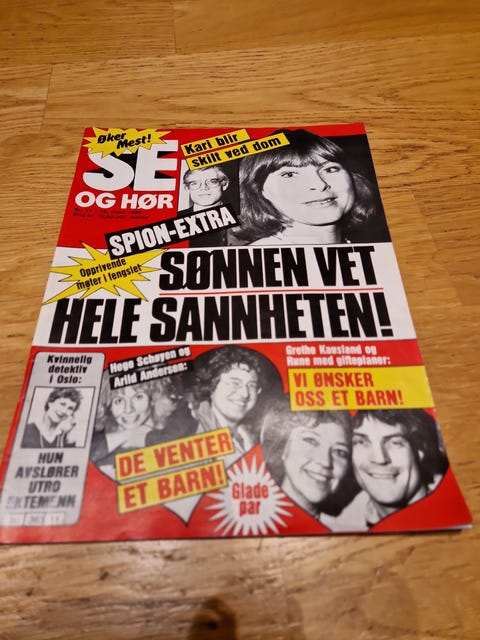 Øker
Mest!
SE
OG HØR
Kari blir
skilt ved dom
SPION-EXTRA
Opprivende
møter i fengslet
SØNNEN VET
HELE SANNHETEN!
Kvinnelig
detektiv
i Oslo:
HUN
AVSLØRER
UTRO
EKTEMENN
Hege Schøyen og
Arild Andersen:
DE VENTER
ET BARN!
Grethe Kausland og
Rune med gifteplaner:
VI ØNSKER
OSS ET BARN!
Glade
par